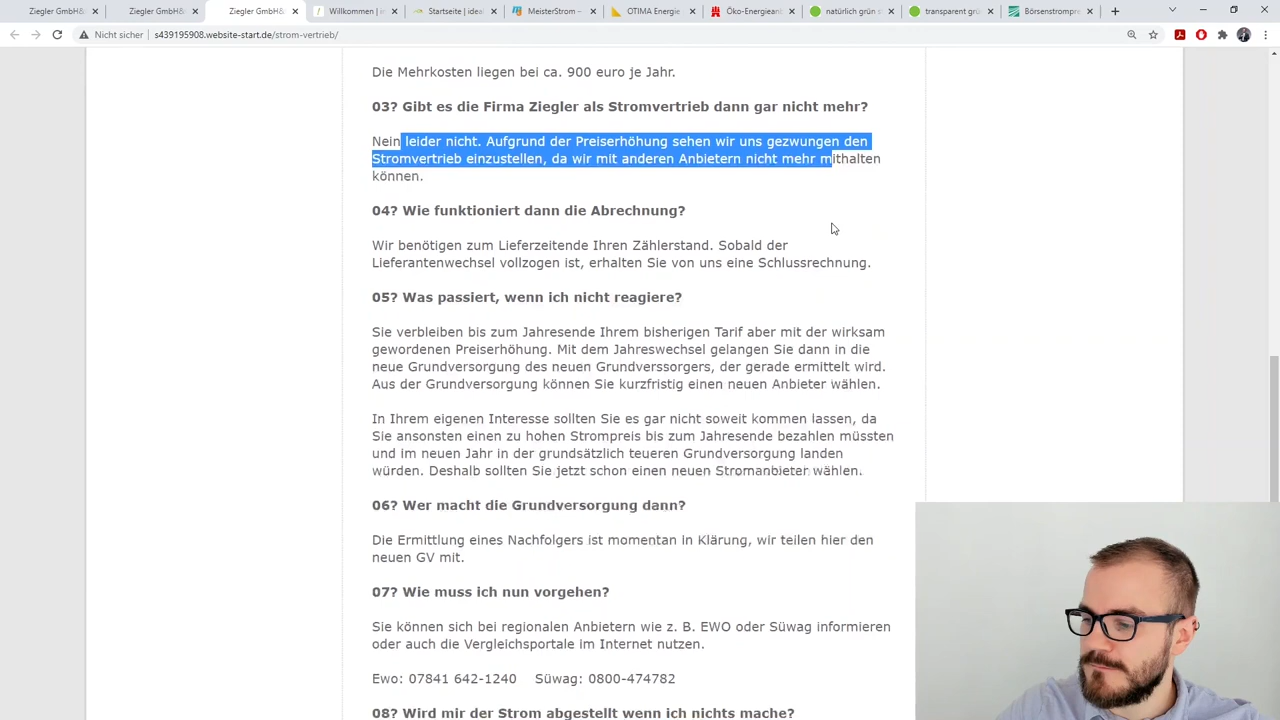 Ziegler GmbH&
Ziegler GmbH&
Ziegler GmbH&
Willkommen | i
Startseite | ideal
MeisterStrom –
OTIMA Energie
Öko-Energieanb
natürlich grün s
transparent grü
Börsenstrompre
Nicht sicher | s439195908.website-start.de/strom-vertrieb/
Die Mehrkosten liegen bei ca. 900 euro je Jahr.
03? Gibt es die Firma Ziegler als Stromvertrieb dann gar nicht mehr?
Nein leider nicht. Aufgrund der Preiserhöhung sehen wir uns gezwungen den
Stromvertrieb einzustellen, da wir mit anderen Anbietern nicht mehr mithalten
können.
04? Wie funktioniert dann die Abrechnung?
Wir benötigen zum Lieferzeitende Ihren Zählerstand. Sobald der
Lieferantenwechsel vollzogen ist, erhalten Sie von uns eine Schlussrechnung.
05? Was passiert, wenn ich nicht reagiere?
Sie verbleiben bis zum Jahresende Ihrem bisherigen Tarif aber mit der wirksam
gewordenen Preiserhöhung. Mit dem Jahreswechsel gelangen Sie dann in die
neue Grundversorgung des neuen Grundverssorgers, der gerade ermittelt wird.
Aus der Grundversorgung können Sie kurzfristig einen neuen Anbieter wählen.
In Ihrem eigenen Interesse sollten Sie es gar nicht soweit kommen lassen, da
Sie ansonsten einen zu hohen Strompreis bis zum Jahresende bezahlen müssten
und im neuen Jahr in der grundsätzlich teueren Grundversorgung landen
würden. Deshalb sollten Sie jetzt schon einen neuen Stromanbieter wählen.
06? Wer macht die Grundversorgung dann?
Die Ermittlung eines Nachfolgers ist momentan in Klärung, wir teilen hier den
neuen GV mit.
07? Wie muss ich nun vorgehen?
Sie können sich bei regionalen Anbietern wie z. B. EWO oder Süwag informieren
oder auch die Vergleichsportale im Internet nutzen.
Ewo: 07841 642-1240 Süwag: 0800-474782
08? Wird mir der Strom abgestellt wenn ich nichts mache?